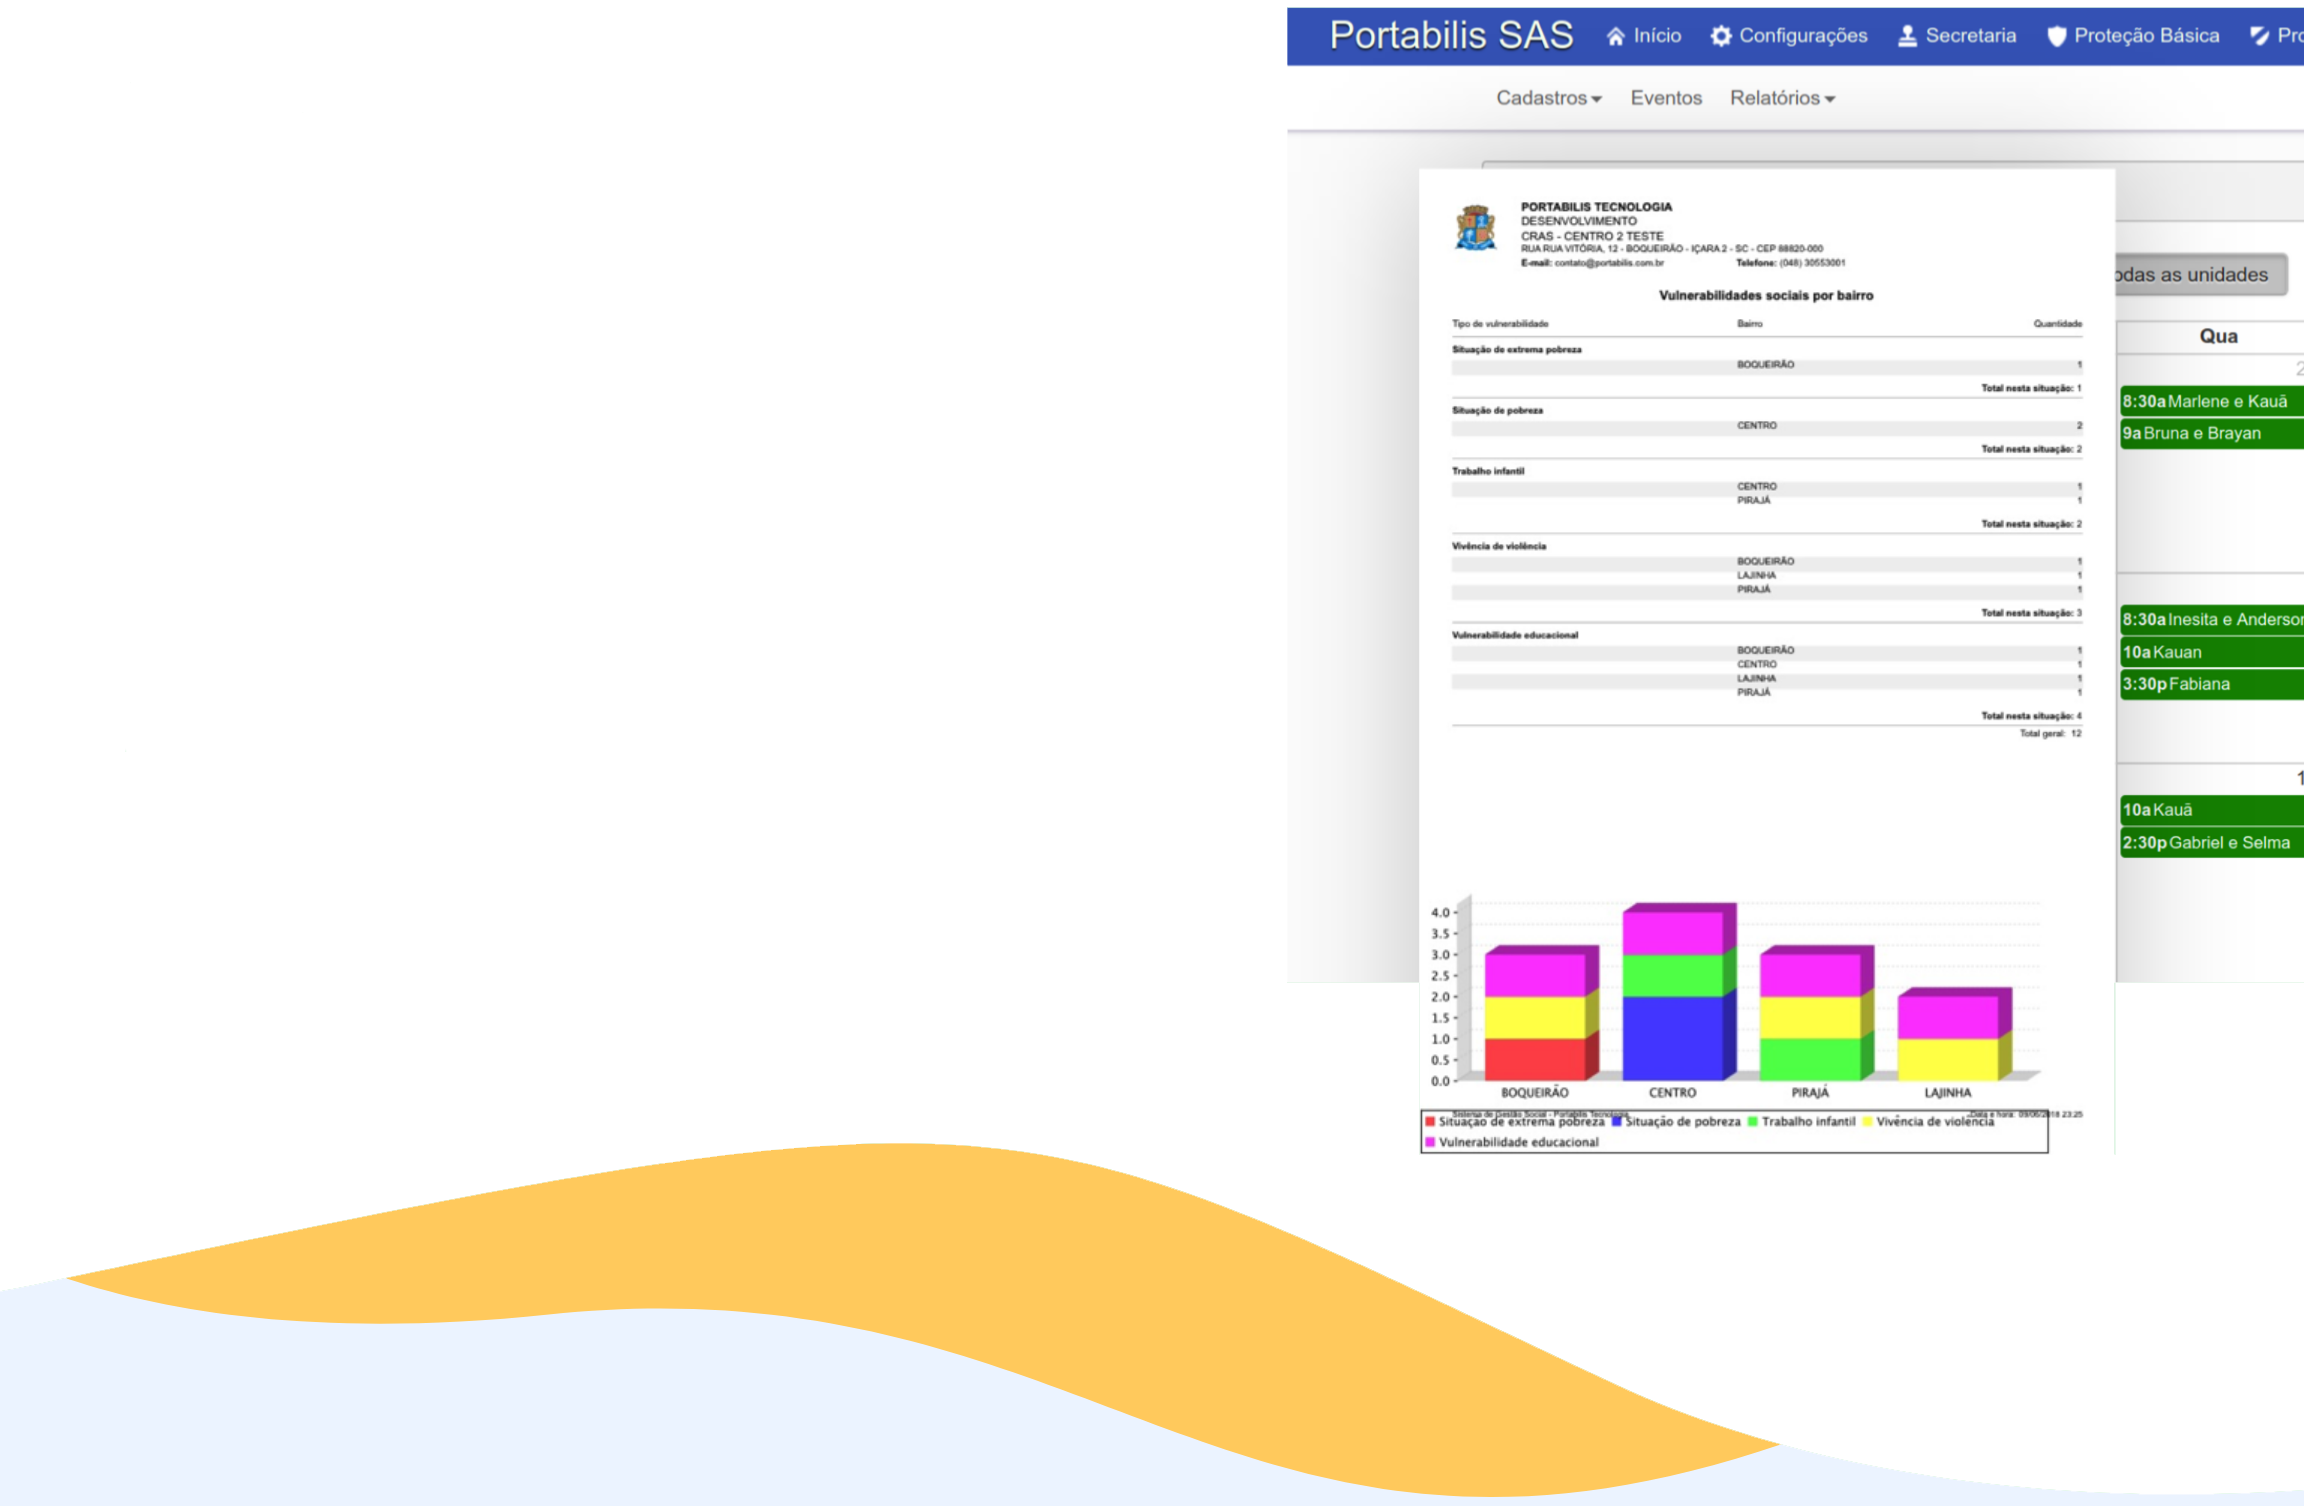 Portabilis SAS Início Configurações Secretaria Proteção Básica
Cadastros Eventos Relatórios
PORTABILIS TECNOLOGIA
DESENVOLVIMENTO
CRAS - CENTRO 2 TESTE
RUA RUA VITÓRIA, 12 - BOQUEIRÃO - IÇARA 2 - SC - CEP 88820-000
E-mail: contato@portabilis.com.br Telefone: (048) 30553001
Vulnerabilidades sociais por bairro
Tipo de vulnerabilidade Bairro Quantidade
Situação de extrema pobreza
BOQUEIRÃO 1
Total nesta situação: 1
Situação de pobreza
CENTRO 2
Total nesta situação: 2
Trabalho infantil
CENTRO 1
PIRAJÁ 1
Total nesta situação: 2
Vivência de violência
BOQUEIRÃO 1
LAJINHA 1
PIRAJÁ 1
Total nesta situação: 3
Vulnerabilidade educacional
BOQUEIRÃO 1
CENTRO 1
LAJINHA 1
PIRAJÁ 1
Total nesta situação: 4
Total geral: 12
odas as unidades
Qua
8:30a Marlene e Kauã
9a Bruna e Brayan
8:30a Inesita e Anderson
10a Kauan
3:30p Fabiana
10a Kauã
2:30p Gabriel e Selma
4.0
3.5
3.0
2.5
2.0
1.5
1.0
0.5
0.0
BOQUEIRÃO CENTRO PIRAJÁ LAJINHA
Sistema de Gestão Social - Portabilis Tecnologia
Situação de extrema pobreza Situação de pobreza Trabalho infantil Vivência de violência
Vulnerabilidade educacional